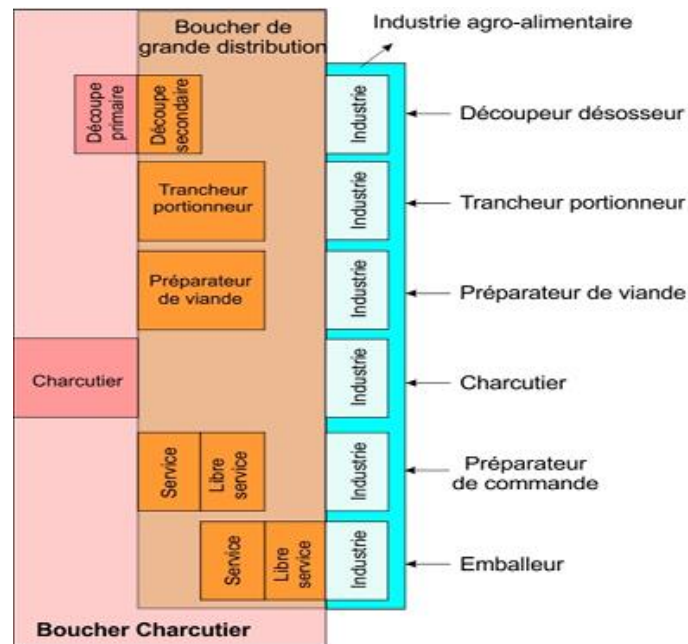 Boucher de
grande distribution
Industrie agro-alimentaire
Découpe
primaire
Découpe
secondaire
Industrie
Découpeur désosseur
Trancheur
portionneur
Industrie
Trancheur portionneur
Préparateur
de viande
Industrie
Préparateur de viande
Charcutier
Industrie
Charcutier
Service
Libre
service
Industrie
Préparateur
de commande
Service
Libre
service
Industrie
Emballeur
Boucher Charcutier